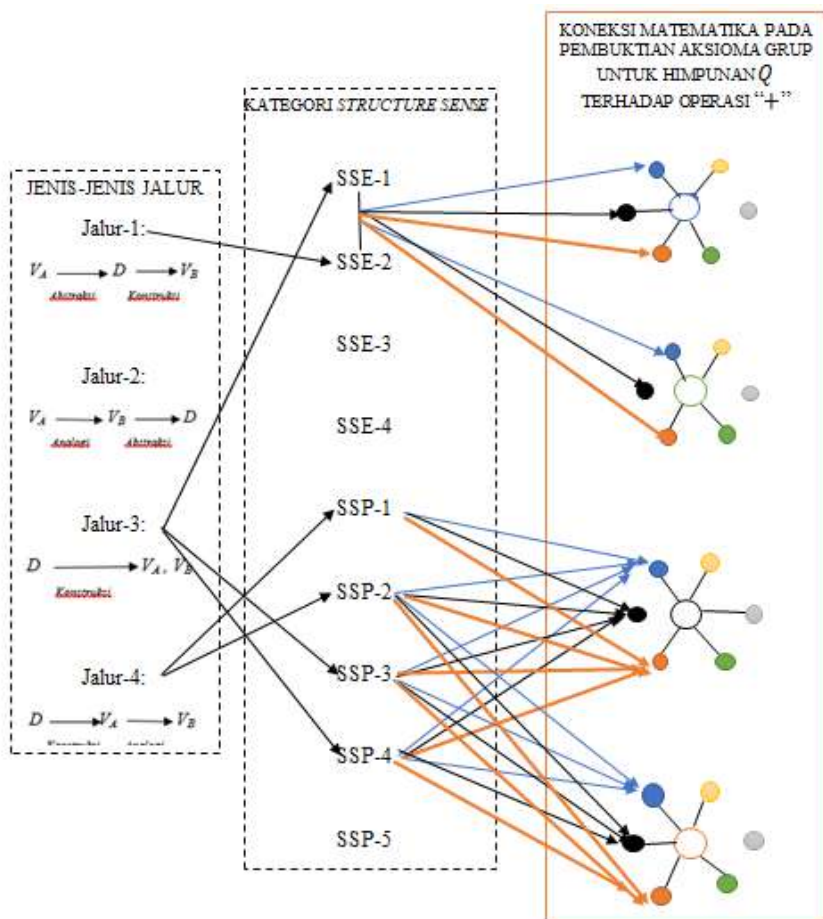 KONEKSI MATEMATIKA PADA
PEMBUKTIAN AKSIOMA GRUP
UNTUK HIMPUNAN Q
TERHADAP OPERASI “+”
KATEGORI STRUCTURE SENSE
JENIS-JENIS JALUR
Jalur-1:
V_A D V_B
Abstraksi Konstruksi
Jalur-2:
V_A V_B D
Analogi Abstraksi
Jalur-3:
D V_A, V_B
Konstruksi
Jalur-4:
D V_A V_B
SSE-1
SSE-2
SSE-3
SSE-4
SSP-1
SSP-2
SSP-3
SSP-4
SSP-5